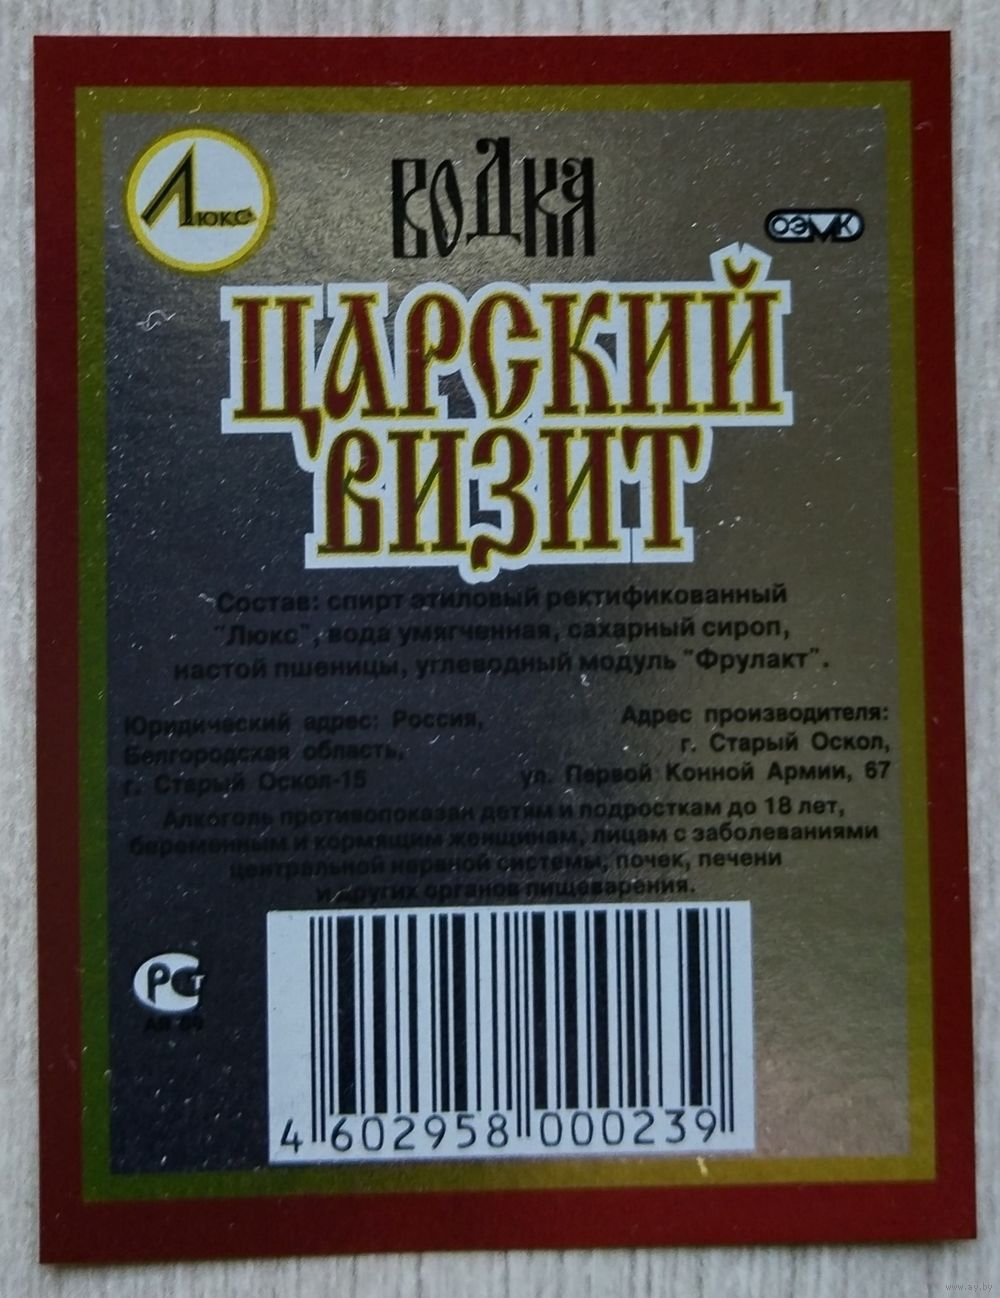 Люкс
ВОДКА
ОЭМК
ЦАРСКИЙ
ВИЗИТ
Состав: спирт этиловый ректификованный
"Люкс", вода умягченная, сахарный сироп,
настой пшеницы, углеводный модуль "Фрулакт".
Юридический адрес: Россия,
Белгородская область,
г. Старый Оскол-15
Адрес производителя:
г. Старый Оскол,
ул. Первой Конной Армии, 67
Алкоголь противопоказан детям и подросткам до 18 лет,
беременным и кормящим женщинам, лицам с заболеваниями
центральной нервной системы, почек, печени
и других органов пищеварения.
РСТ
4 602958 000239
www.ay.by